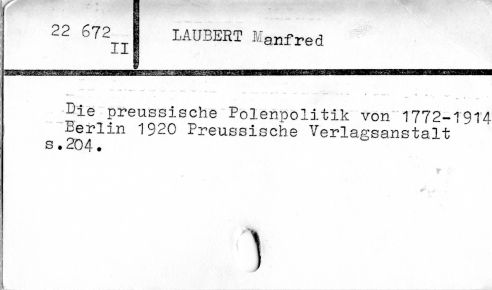 22 672
II
LAUBERT Manfred
Die preussische Polenpolitik von 1772-1914
Berlin 1920 Preussische Verlagsanstalt
s.204.